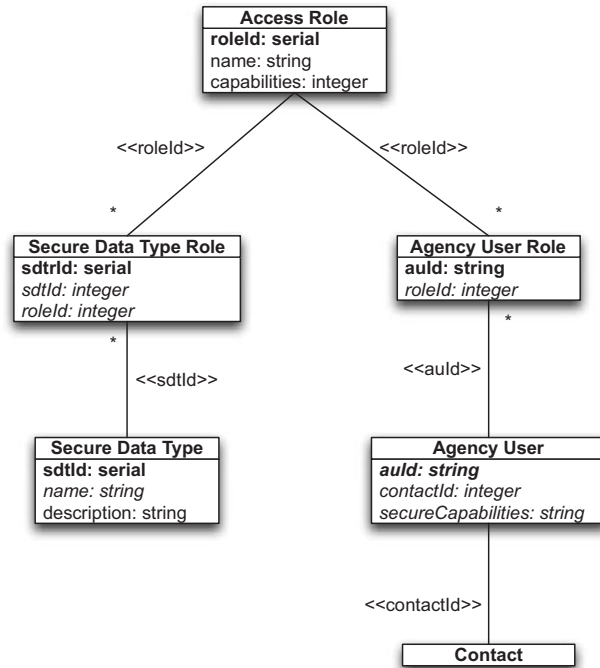 Access Role
roleId: serial
name: string
capabilities: integer
<<roleId>>
<<roleId>>
*
*
Secure Data Type Role
sdtrId: serial
sdtId: integer
roleId: integer
Agency User Role
auId: string
roleId: integer
*
*
<<sdtId>>
<<auId>>
Secure Data Type
sdtId: serial
name: string
description: string
Agency User
auId: string
contactId: integer
secureCapabilities: string
<<contactId>>
Contact